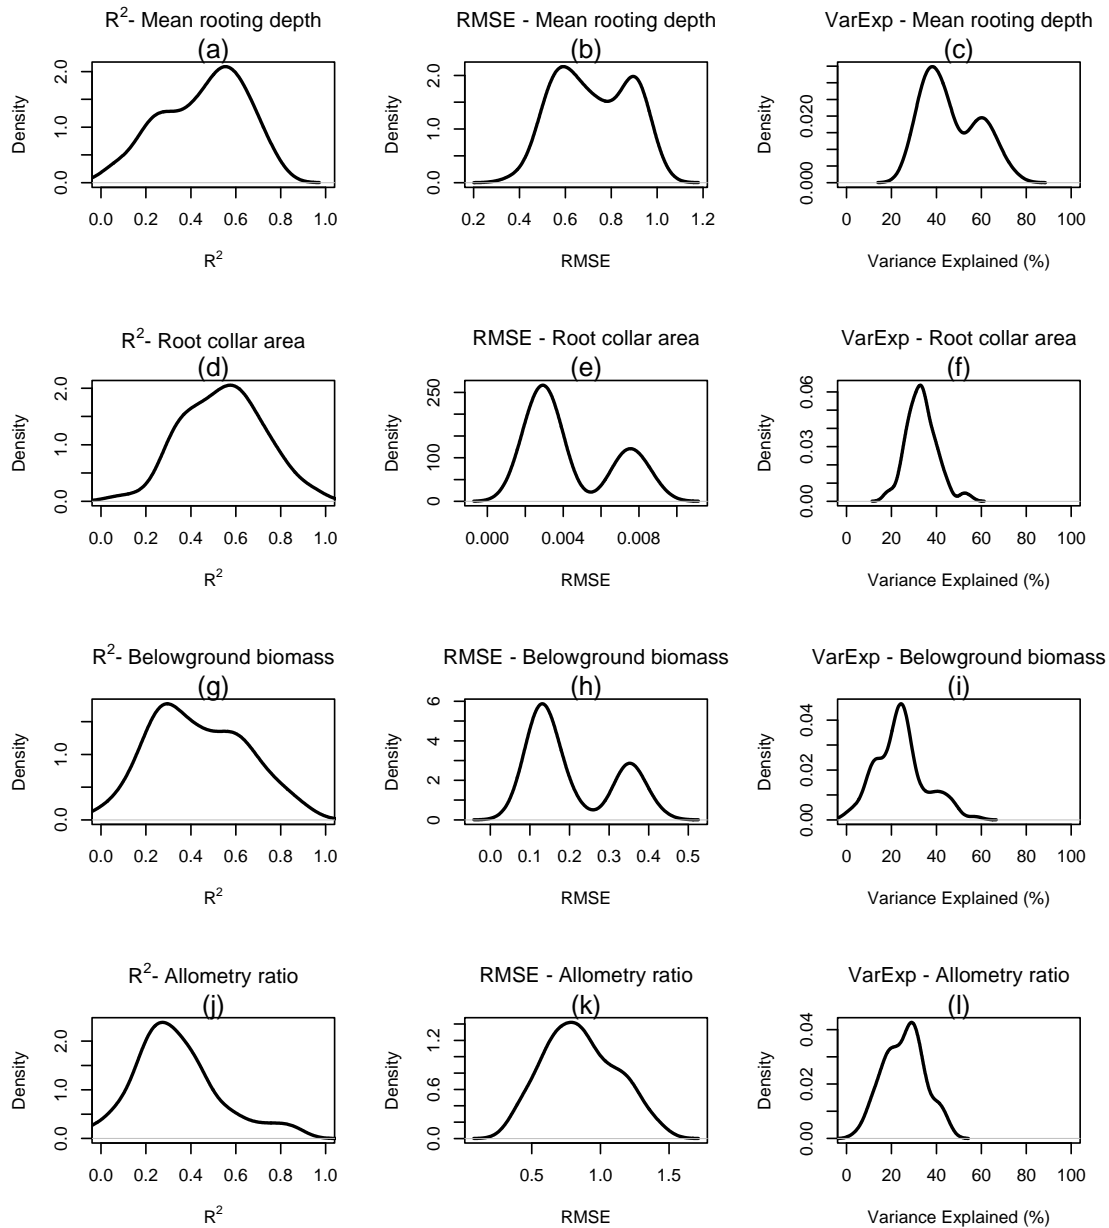 R²- Mean rooting depth
(a)
Density
0.0 1.0 2.0
0.0 0.2 0.4 0.6 0.8 1.0
R²
RMSE - Mean rooting depth
(b)
Density
0.0 1.0 2.0
0.2 0.4 0.6 0.8 1.0 1.2
RMSE
VarExp - Mean rooting depth
(c)
Density
0.000 0.020
0 20 40 60 80 100
Variance Explained (%)
R²- Root collar area
(d)
Density
0.0 1.0 2.0
0.0 0.2 0.4 0.6 0.8 1.0
R²
RMSE - Root collar area
(e)
Density
0 100 250
0.000 0.004 0.008
RMSE
VarExp - Root collar area
(f)
Density
0.00 0.03 0.06
0 20 40 60 80 100
Variance Explained (%)
R²- Belowground biomass
(g)
Density
0.0 1.0
0.0 0.2 0.4 0.6 0.8 1.0
R²
RMSE - Belowground biomass
(h)
Density
0 2 4 6
0.0 0.1 0.2 0.3 0.4 0.5
RMSE
VarExp - Belowground biomass
(i)
Density
0.00 0.02 0.04
0 20 40 60 80 100
Variance Explained (%)
R²- Allometry ratio
(j)
Density
0.0 1.0 2.0
0.0 0.2 0.4 0.6 0.8 1.0
R²
RMSE - Allometry ratio
(k)
Density
0.0 0.6 1.2
0.5 1.0 1.5
RMSE
VarExp - Allometry ratio
(l)
Density
0.00 0.02 0.04
0 20 40 60 80 100
Variance Explained (%)